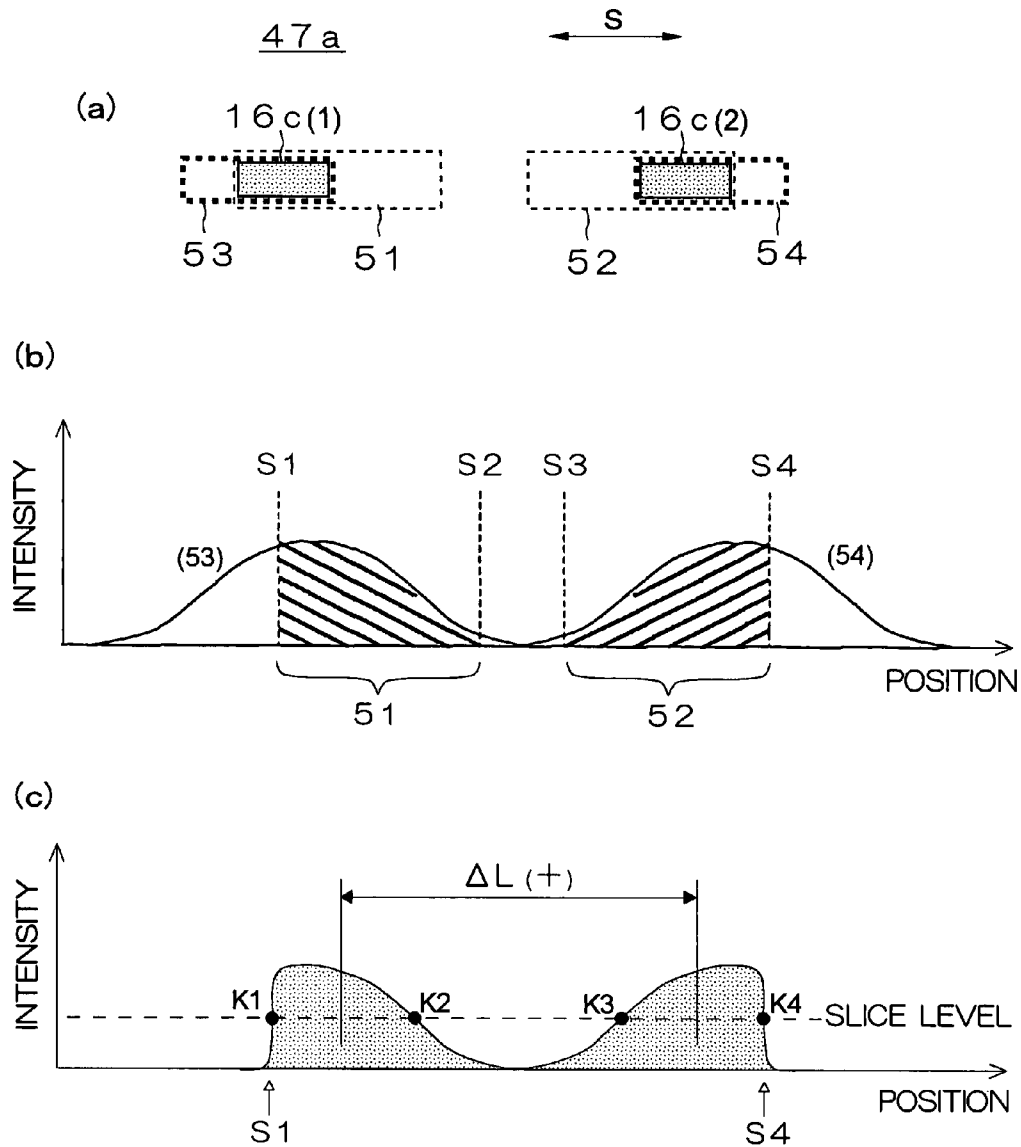 47a S
(a)
16c(1) 16c(2)
53 51 52 54
(b)
INTENSITY
S1 S2 S3 S4
(53) (54)
POSITION
51 52
(c)
INTENSITY
ΔL (+)
K1 K2 K3 K4 SLICE LEVEL
POSITION
S1 S4